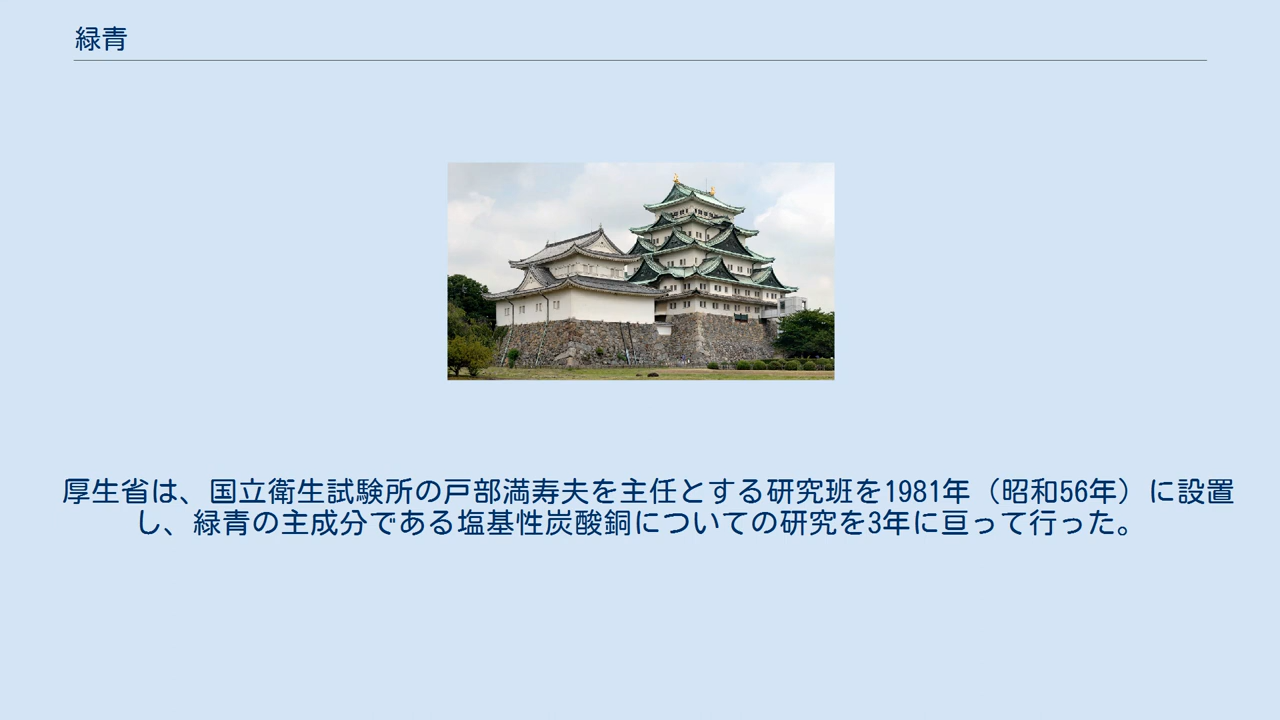 緑青
厚生省は、国立衛生試験所の戸部満寿夫を主任とする研究班を1981年（昭和56年）に設置
し、緑青の主成分である塩基性炭酸銅についての研究を3年に亘って行った。